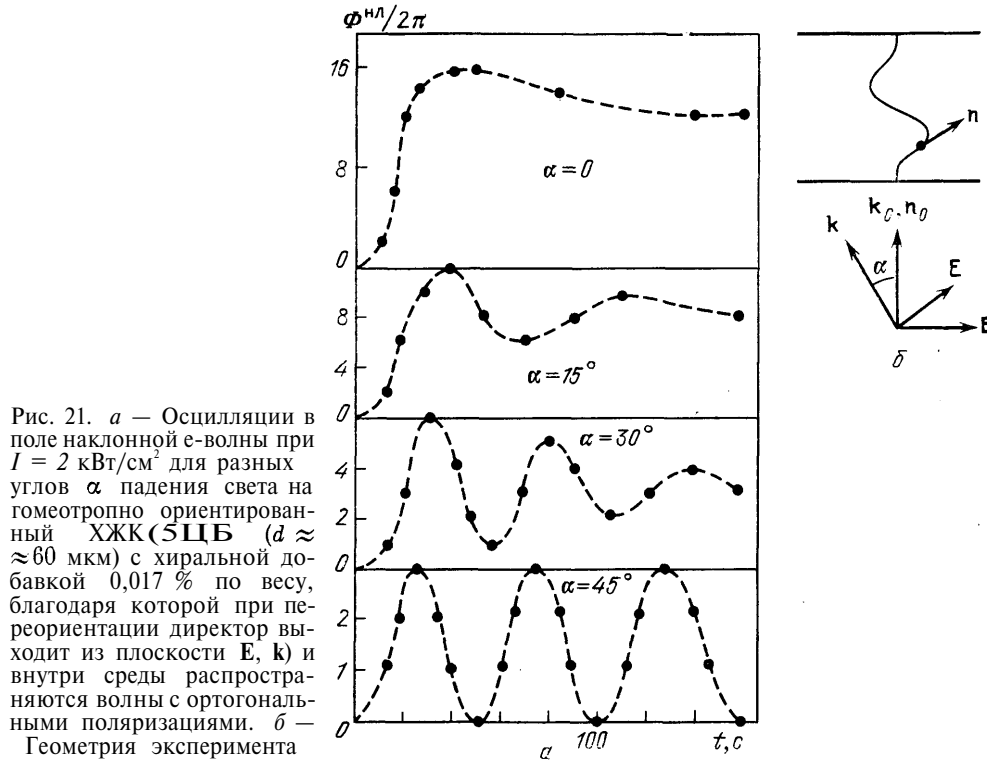 Φ^нл/2π
16
8
0
α=0
8
4
0
α=15°
4
2
0
α=30°
2
1
0
α=45°
100
t,c
a
n
k
k_c, n_0
α
E
E
б
Рис. 21. а — Осцилляции в
поле наклонной е-волны при
I = 2 кВт/см² для разных
углов α падения света на
гомеотропно ориентирован-
ный ХЖК(5ЦБ (d ≈
≈60 мкм) с хиральной до-
бавкой 0,017 % по весу,
благодаря которой при пе-
реориентации директор вы-
ходит из плоскости E, k) и
внутри среды распростра-
няются волны с ортогональ-
ными поляризациями. б —
Геометрия эксперимента